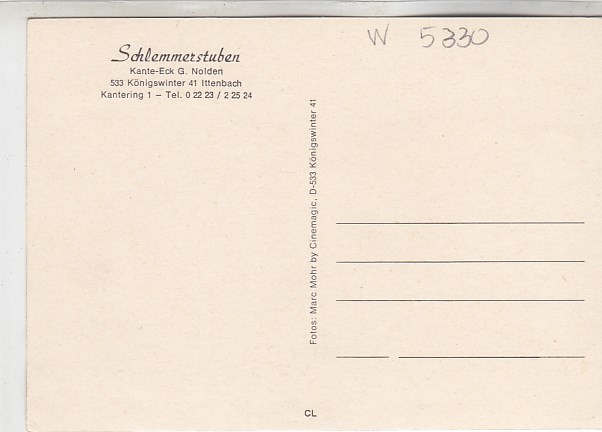 Schlemmerstuben
Kante-Eck G. Nolden
533 Königswinter 41 Ittenbach
Kantering 1 – Tel. 0 22 23 / 2 25 24
W 5330
Fotos: Marc Mohr by Cinemagic, D-533 Königswinter 41
CL